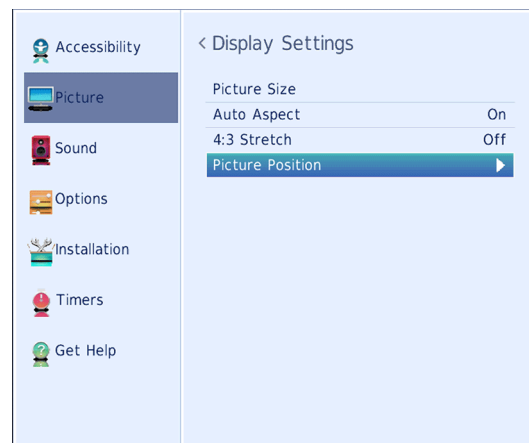 Accessibility
Picture
Sound
Options
Installation
Timers
Get Help
< Display Settings
Picture Size
Auto Aspect On
4:3 Stretch Off
Picture Position